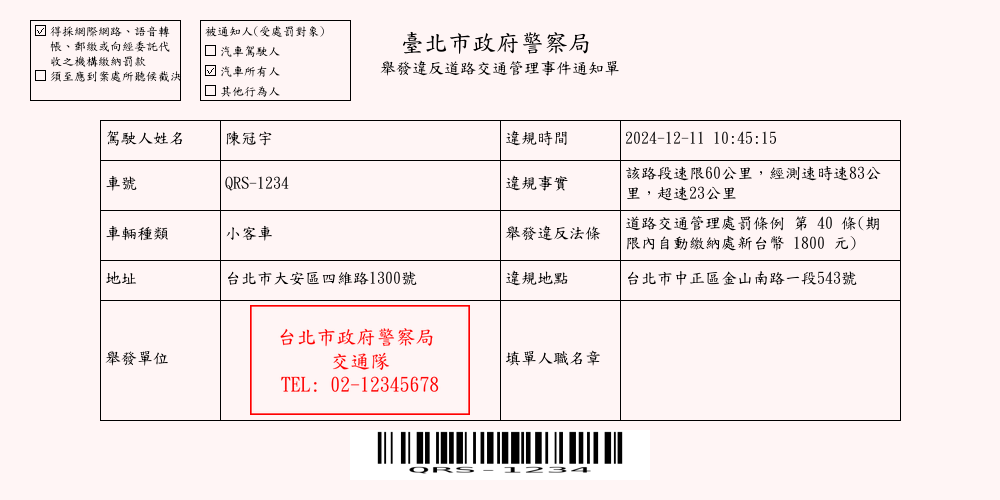 得採網際網路、語音轉
帳、郵繳或向經委託代
收之機構繳納罰款
須至應到案處所聽候裁決
被通知人(受處罰對象)
汽車駕駛人
汽車所有人
其他行為人
臺北市政府警察局
舉發違反道路交通管理事件通知單
駕駛人姓名
陳冠宇
違規時間
2024-12-11 10:45:15
車號
QRS-1234
違規事實
該路段速限60公里，經測速時速83公
里，超速23公里
車輛種類
小客車
舉發違反法條
道路交通管理處罰條例 第 40 條(期
限內自動繳納處新台幣 1800 元)
地址
台北市大安區四維路1300號
違規地點
台北市中正區金山南路一段543號
舉發單位
台北市政府警察局
交通隊
TEL: 02-12345678
填單人職名章
QRS-1234